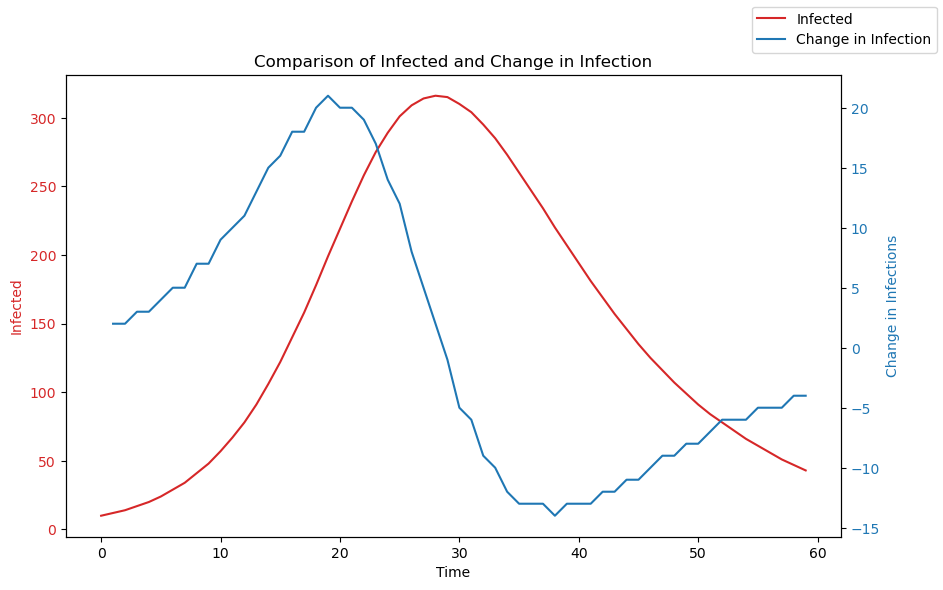 Infected
Change in Infection
Comparison of Infected and Change in Infection
300
250
200
150
100
50
0
Infected
20
15
10
5
0
−5
−10
−15
Change in Infections
0 10 20 30 40 50 60
Time